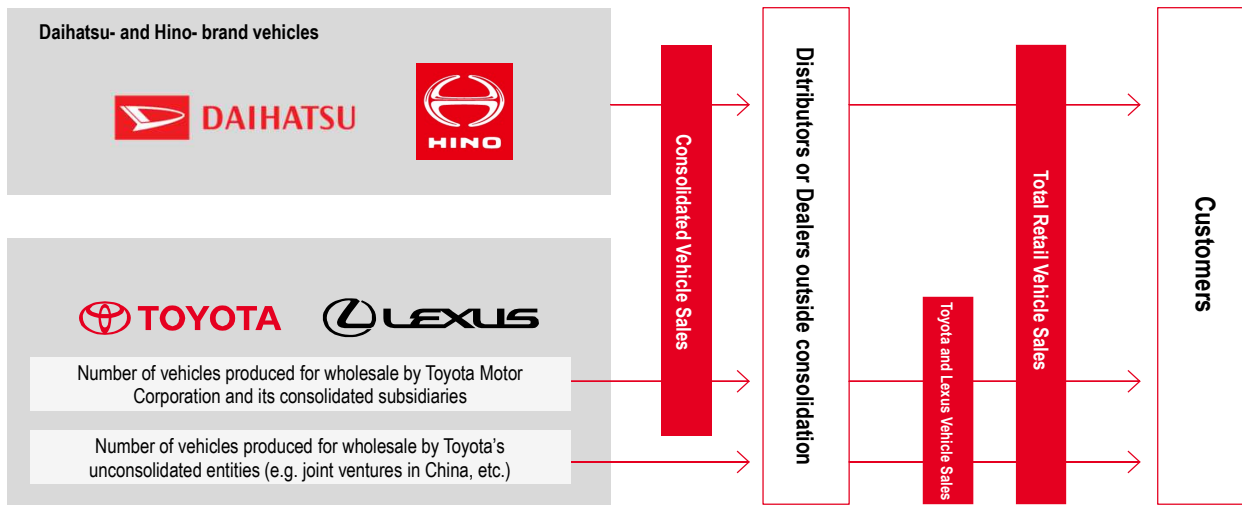 Daihatsu- and Hino- brand vehicles
DAIHATSU
HINO
TOYOTA
LEXUS
Number of vehicles produced for wholesale by Toyota Motor
Corporation and its consolidated subsidiaries
Number of vehicles produced for wholesale by Toyota’s
unconsolidated entities (e.g. joint ventures in China, etc.)
Consolidated Vehicle Sales
Distributors or Dealers outside consolidation
Toyota and Lexus Vehicle Sales
Total Retail Vehicle Sales
Customers